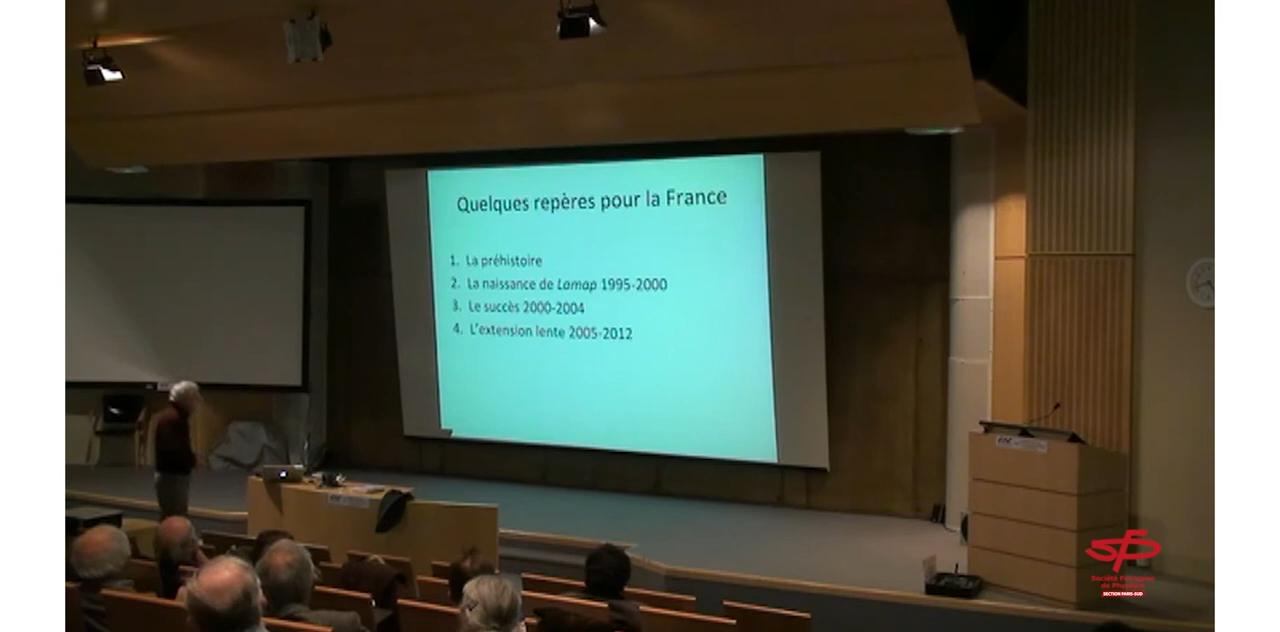 Quelques repères pour la France
1. La préhistoire
2. La naissance de Lamap 1995-2000
3. Le succès 2000-2004
4. L'extension lente 2005-2012
sfp
Société Française
de Physique
SECTION PARIS-SUD